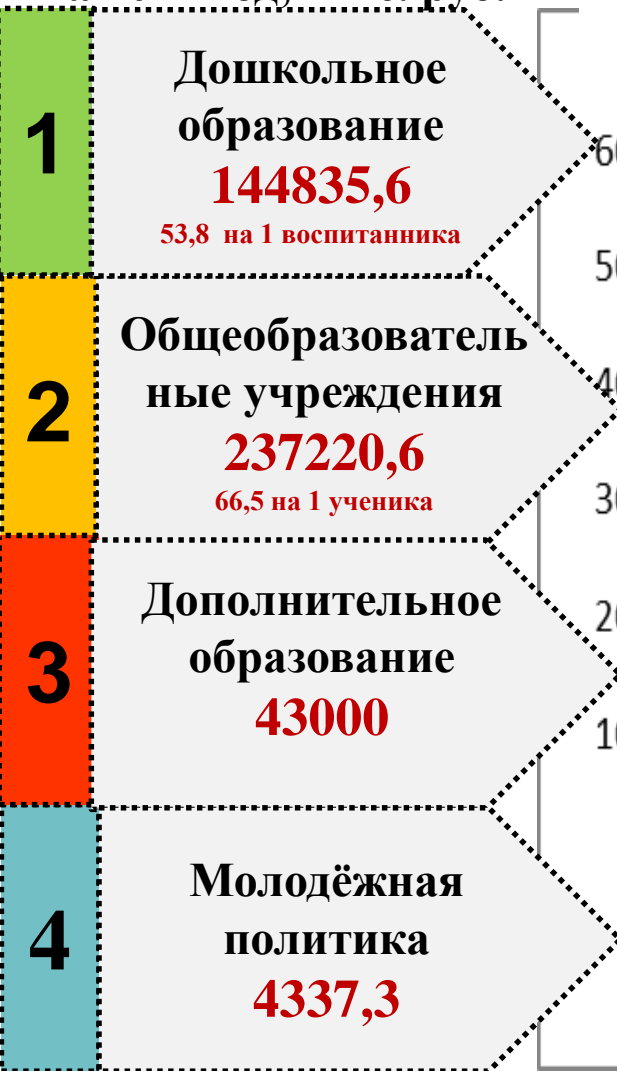 1
Дошкольное
образование
144835,6
53,8 на 1 воспитанника
2
Общеобразователь
ные учреждения
237220,6
66,5 на 1 ученика
3
Дополнительное
образование
43000
4
Молодёжная
политика
4337,3